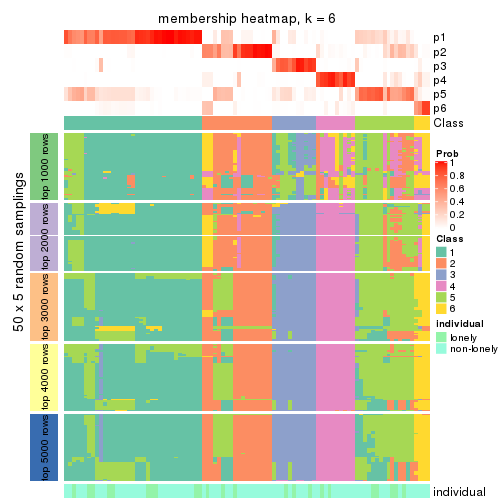 membership heatmap, k = 6
p1
p2
p3
p4
p5
p6
Class
50 x 5 random samplings
top 1000 rows
top 2000 rows
top 3000 rows
top 4000 rows
top 5000 rows
individual
Prob
1
0.8
0.6
0.4
0.2
0
Class
1
2
3
4
5
6
individual
lonely
non-lonely